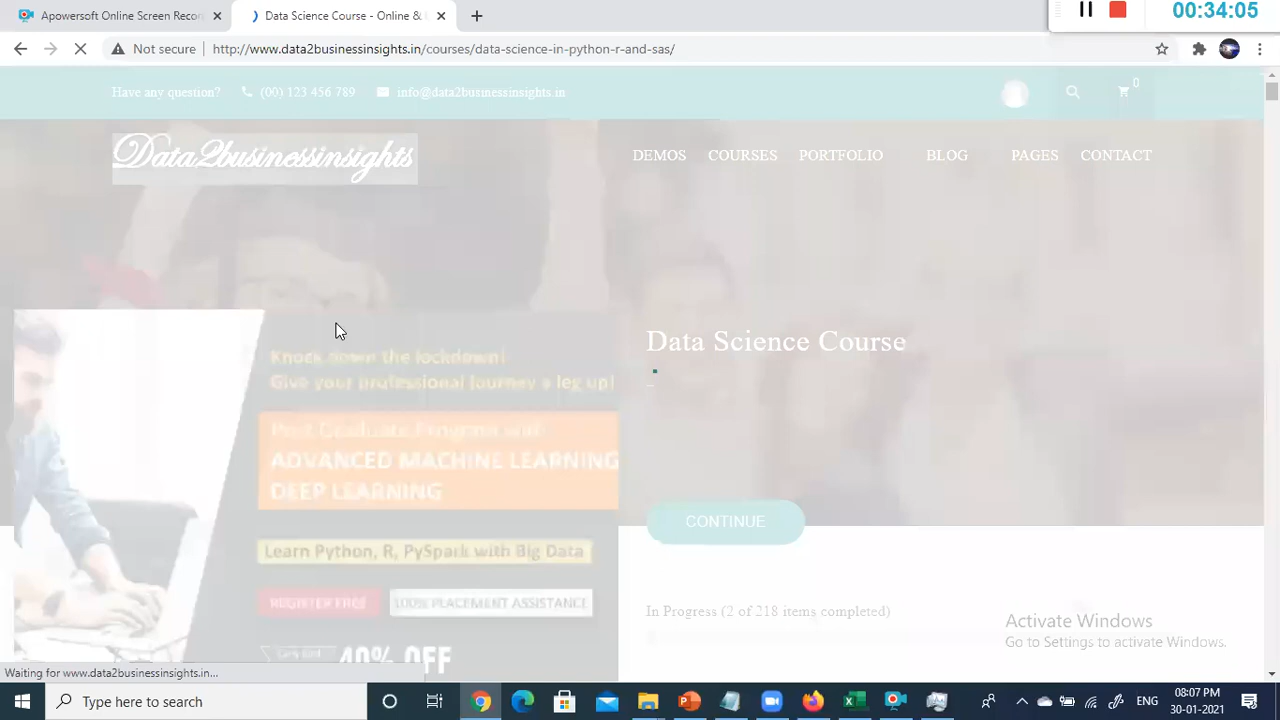 Apowersoft Online Screen Recor
Data Science Course - Online &
00:34:05
Not secure
http://www.data2businessinsights.in/courses/data-science-in-python-r-and-sas/
Have any question?
(00) 123 456 789
info@data2businessinsights.in
0
Data2businessinsights
DEMOS
COURSES
PORTFOLIO
BLOG
PAGES
CONTACT
Knock down the lockdown!
Give your professional journey a leg up!
Post Graduate Program with
ADVANCED MACHINE LEARNING
DEEP LEARNING
Learn Python, R, PySpark with Big Data
REGISTER FREE
100% PLACEMENT ASSISTANCE
40% OFF
Data Science Course
CONTINUE
In Progress (2 of 218 items completed)
Activate Windows
Go to Settings to activate Windows.
Waiting for www.data2businessinsights.in...
Type here to search
ENG
08:07 PM
30-01-2021